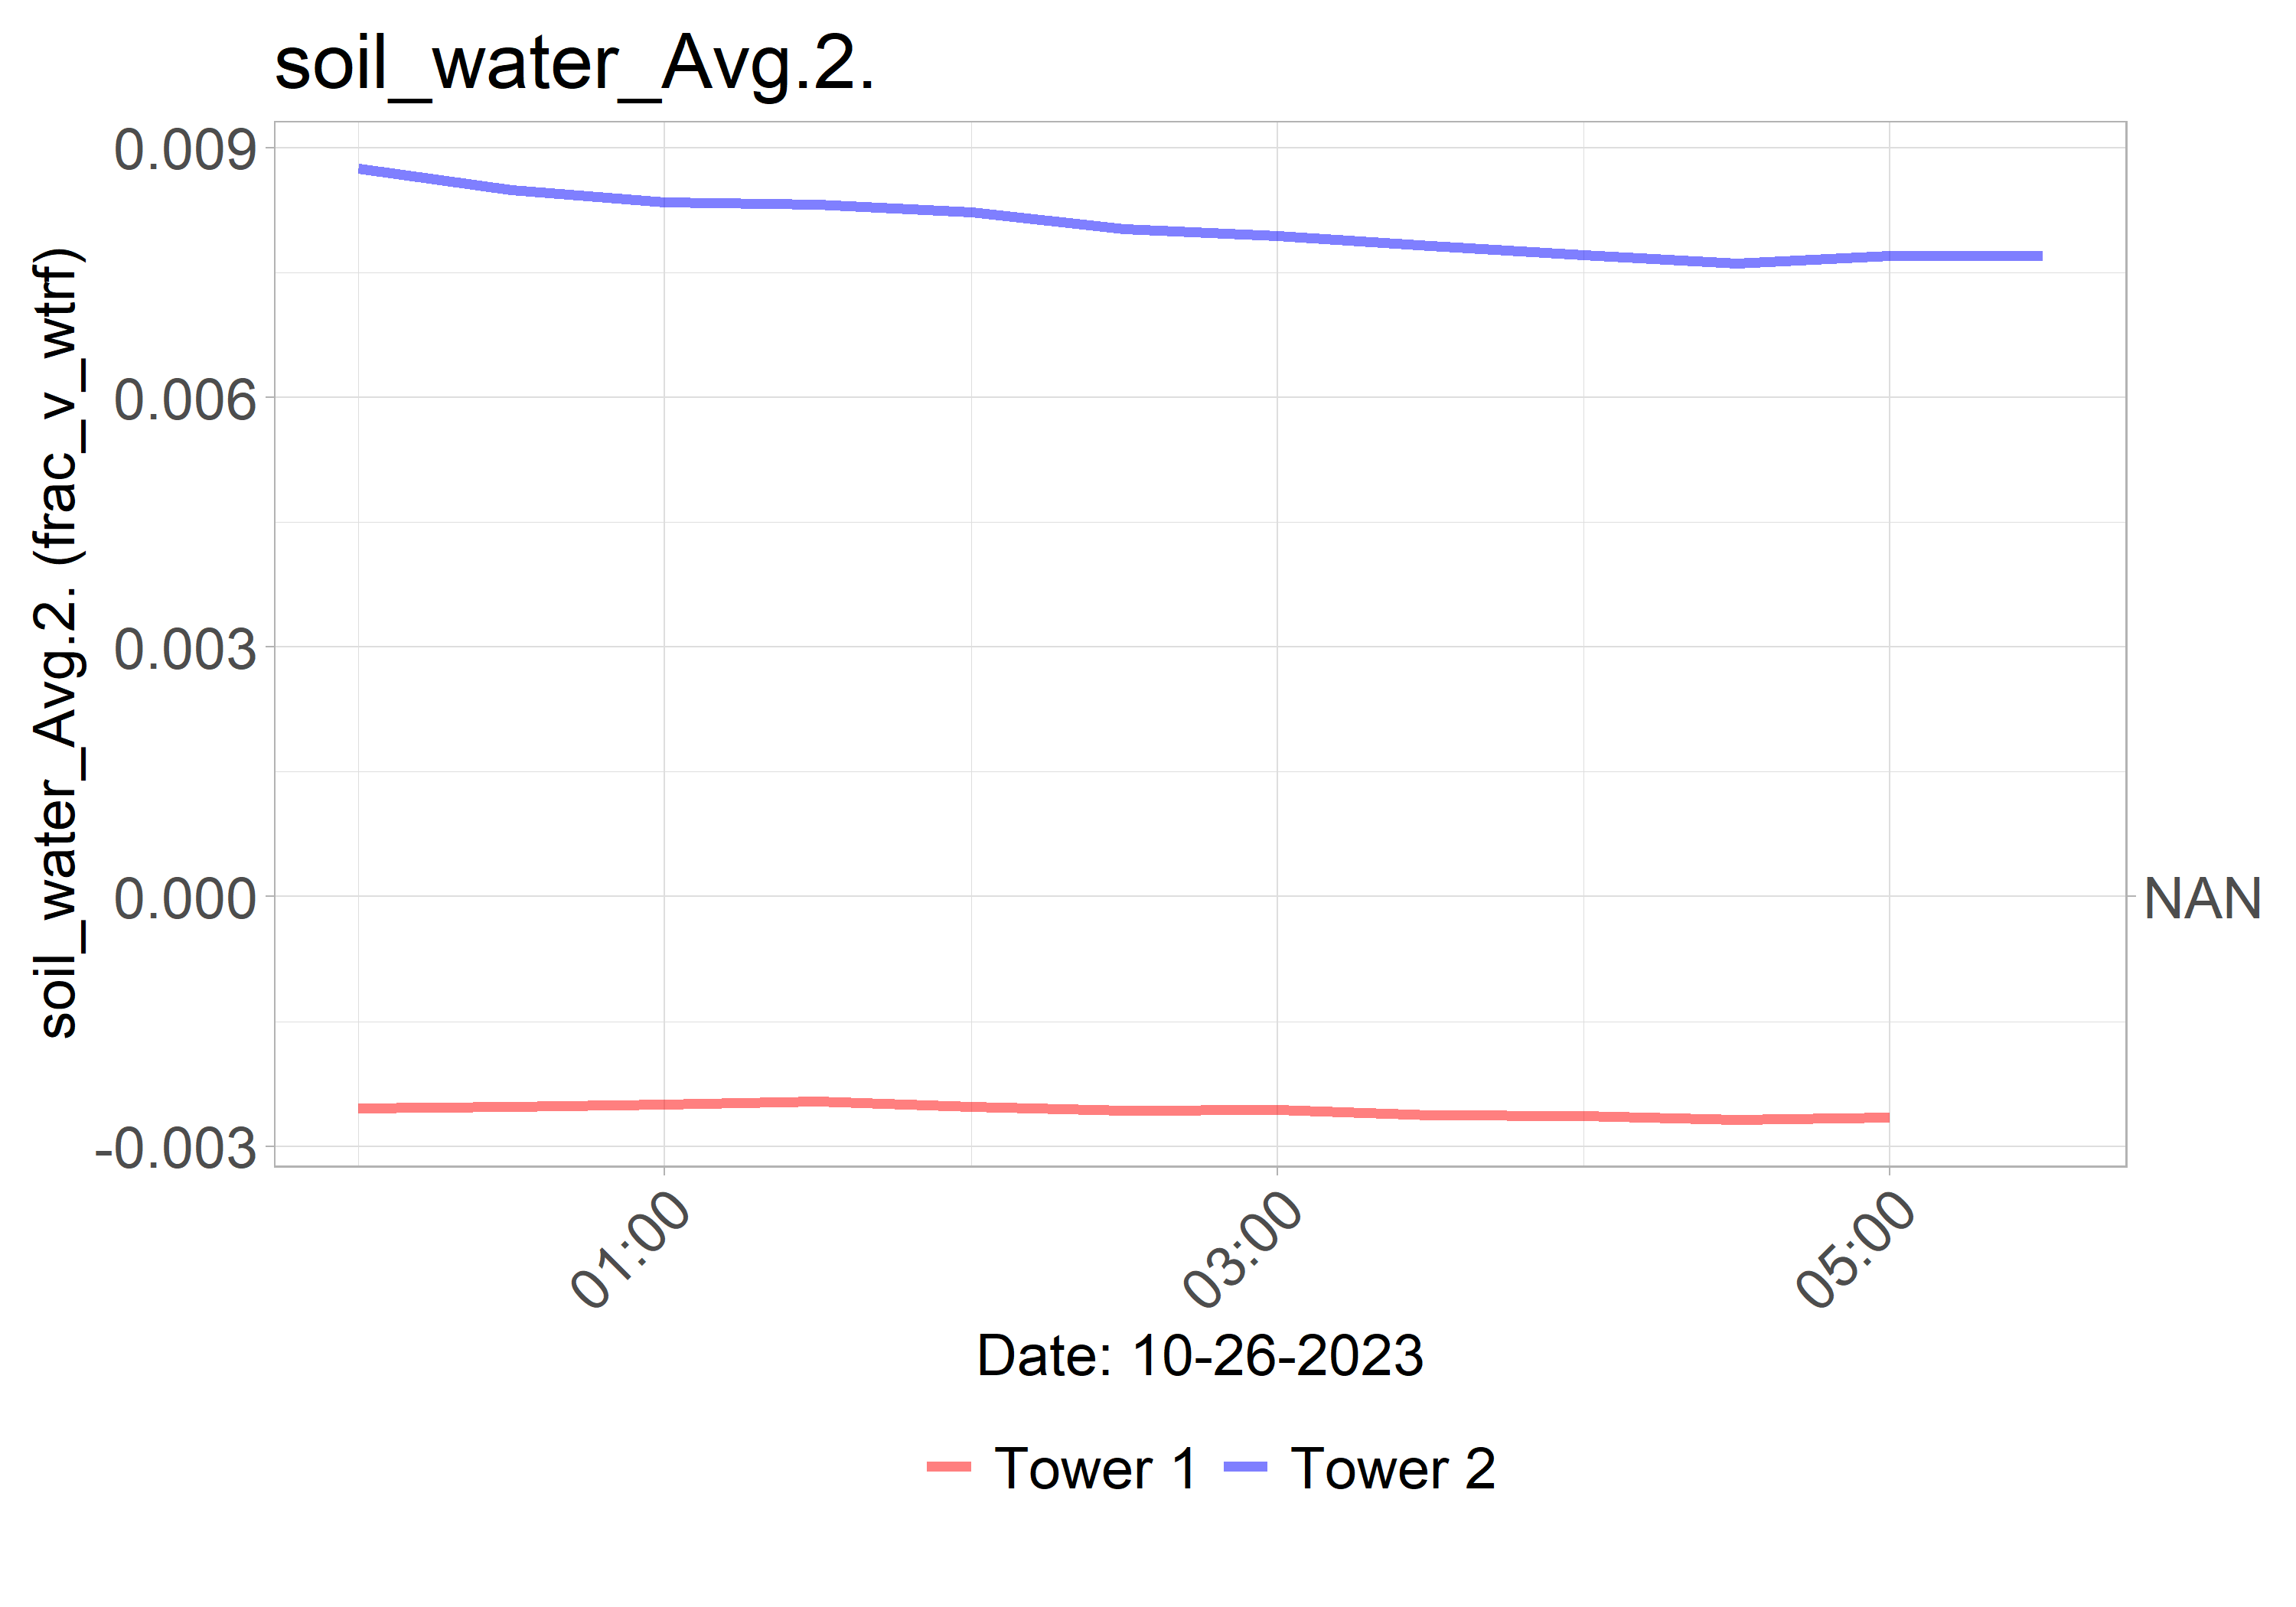 soil_water_Avg.2.
soil_water_Avg.2. (frac_v_wtrf)
0.009
0.006
0.003
0.000
-0.003
NAN
01:00
03:00
05:00
Date: 10-26-2023
Tower 1
Tower 2